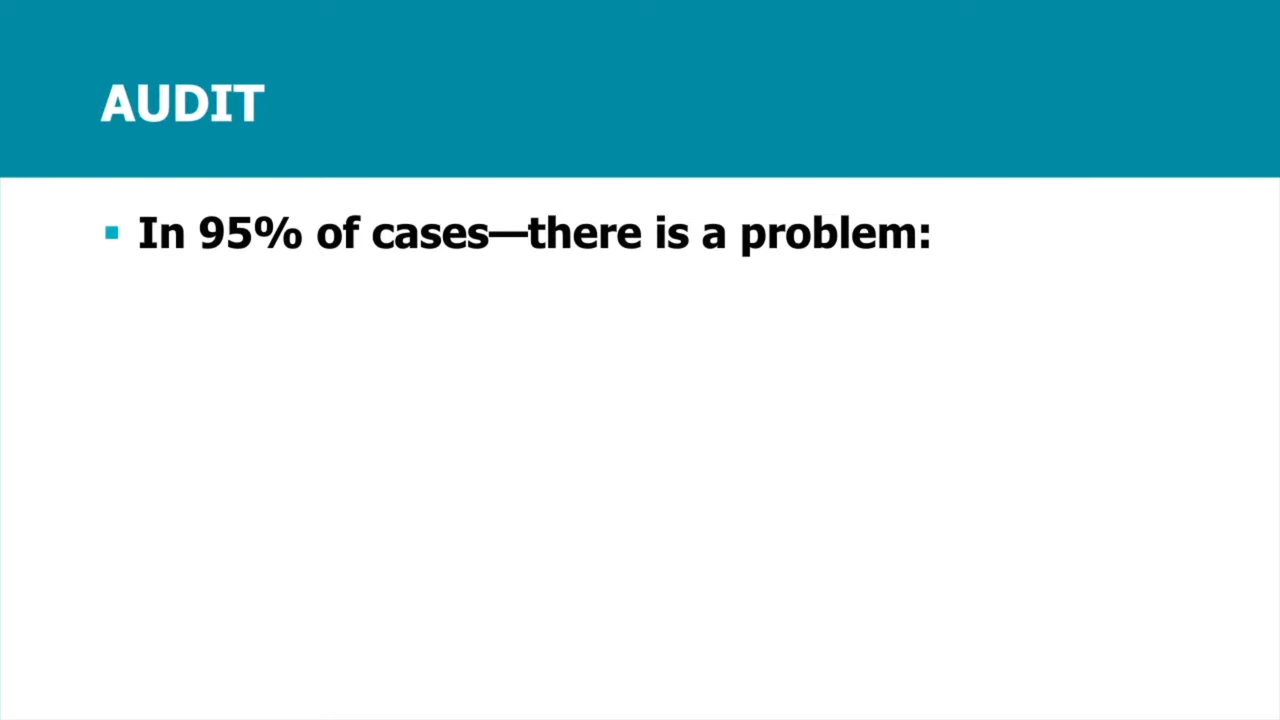 AUDIT
▪ In 95% of cases—there is a problem: